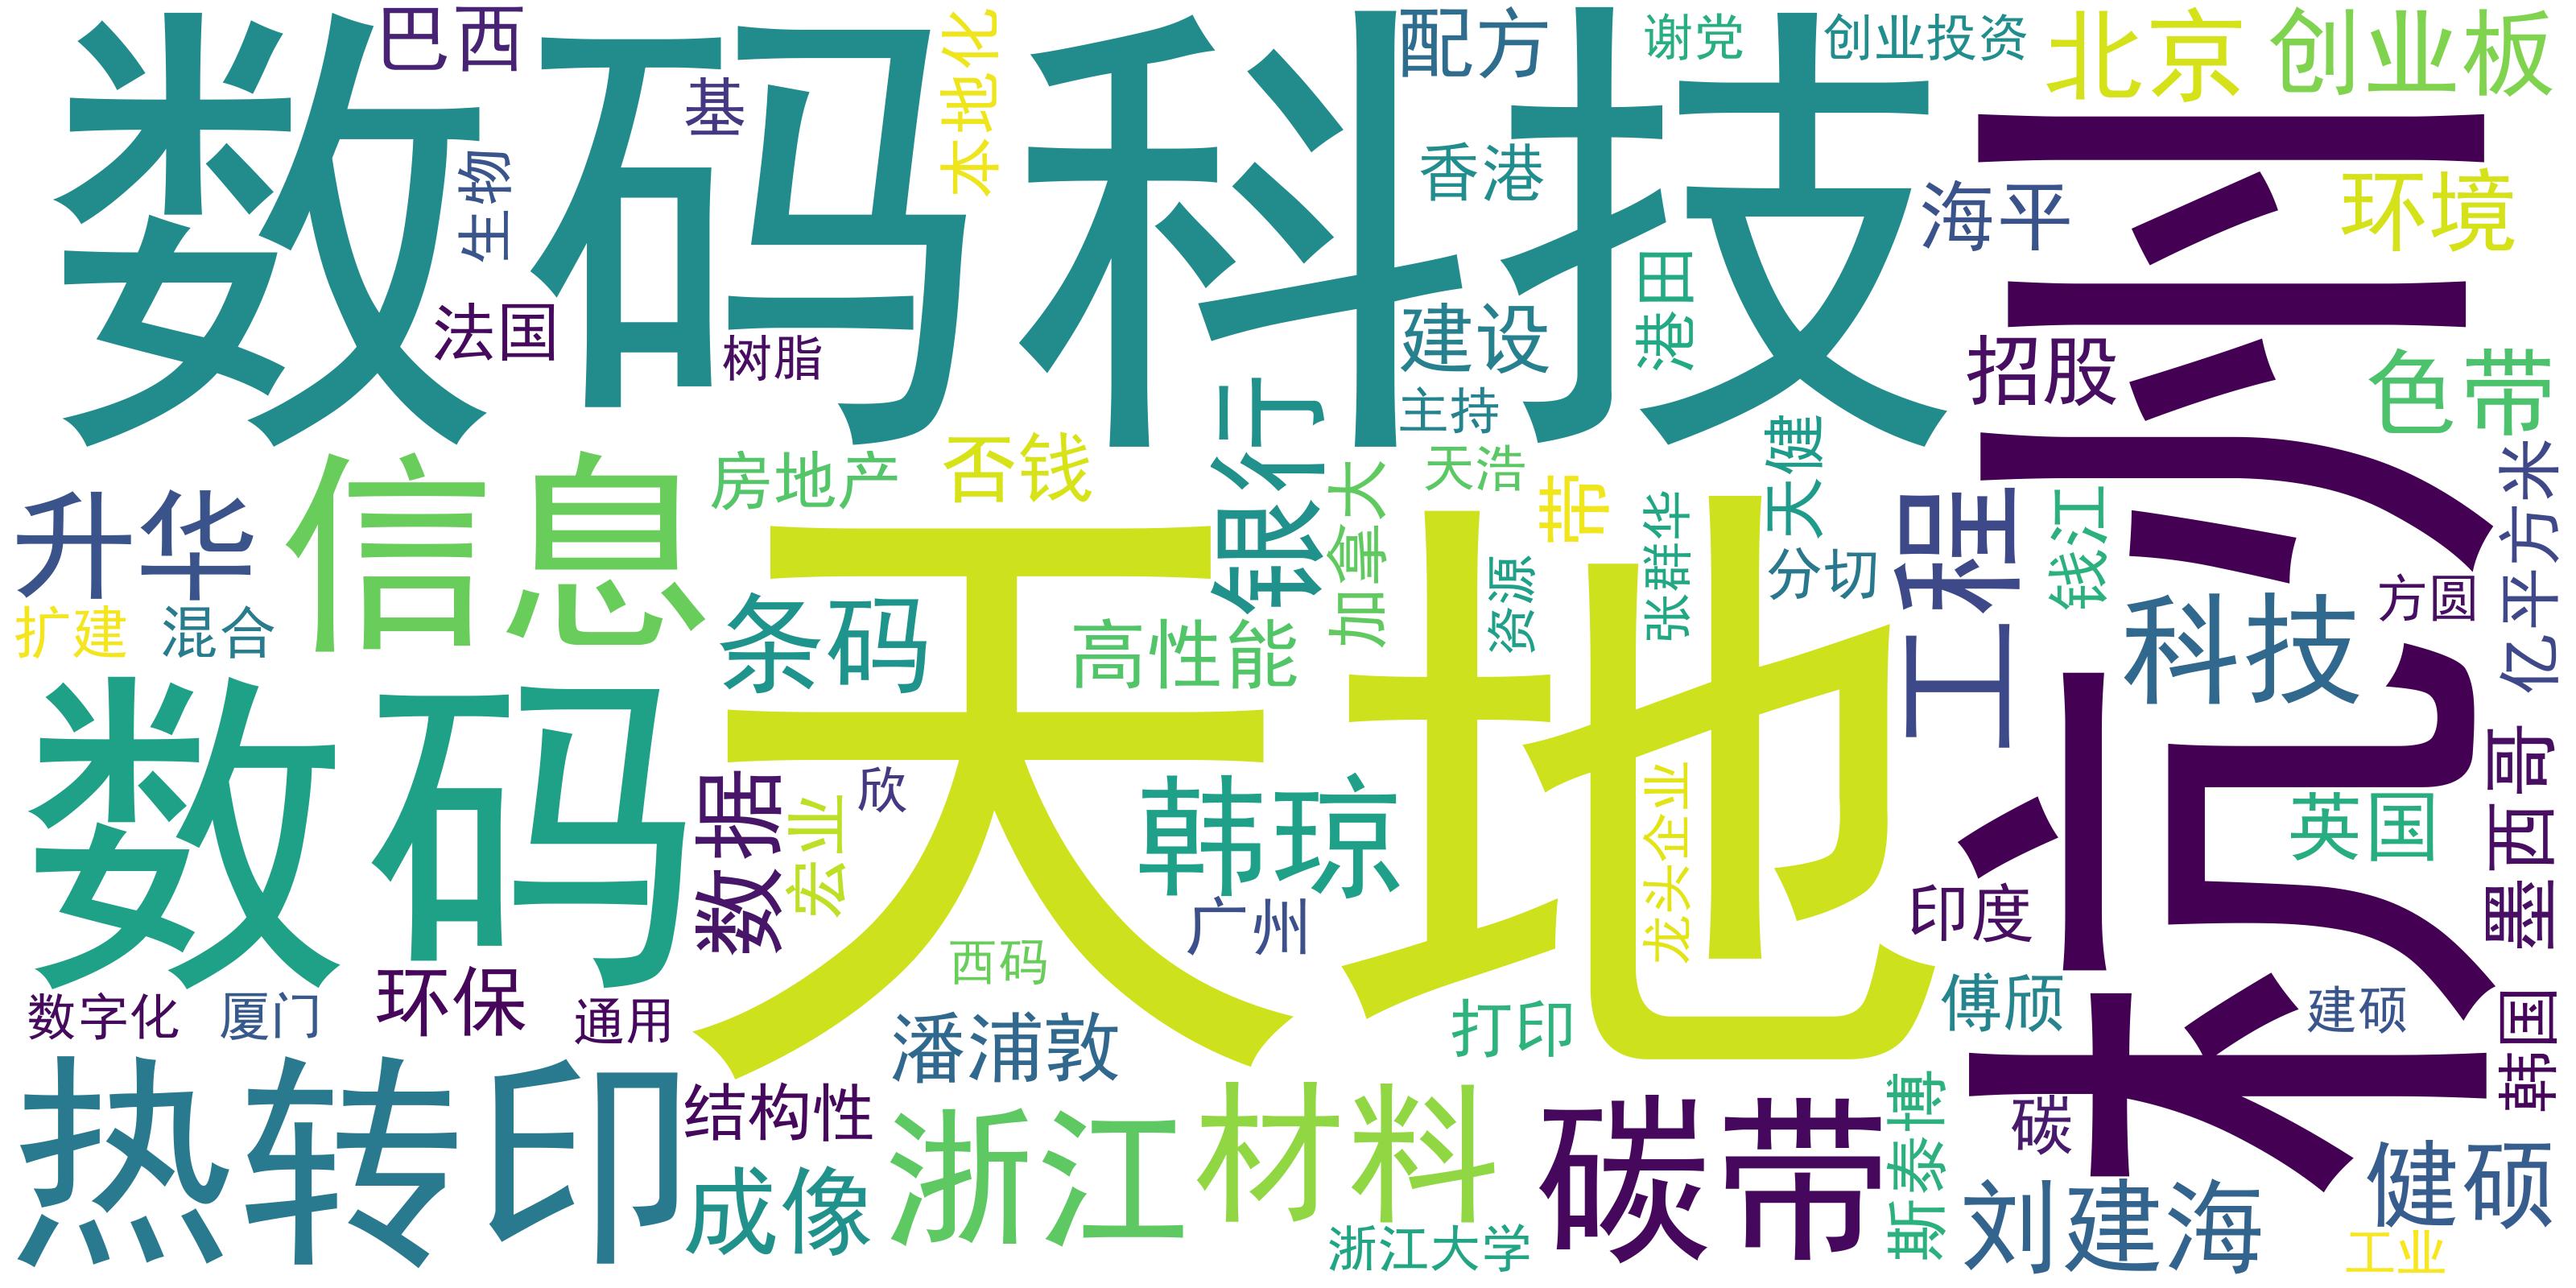 数码科技
巴西
基
本地化
生物
法国
树脂
配方
谢党
创业投资
北京
创业板
香港
海平
环境
港田
建设
主持
招股
色带
杭州
升华
信息
房地产
否钱
银行
加拿大
天浩
带
天健
工程
钱江
亿平方米
扩建
混合
条码
高性能
资源
张群华
分切
科技
方圆
数码
天地
数据
宏业
欣
韩琼
广州
龙头企业
英国
墨西哥
印度
西码
数字化
厦门
环保
通用
潘浦敦
打印
傅颀
建硕
韩国
热转印
结构性
成像
浙江
材料
浙江大学
碳带
斯泰博
碳
刘建海
健硕
工业